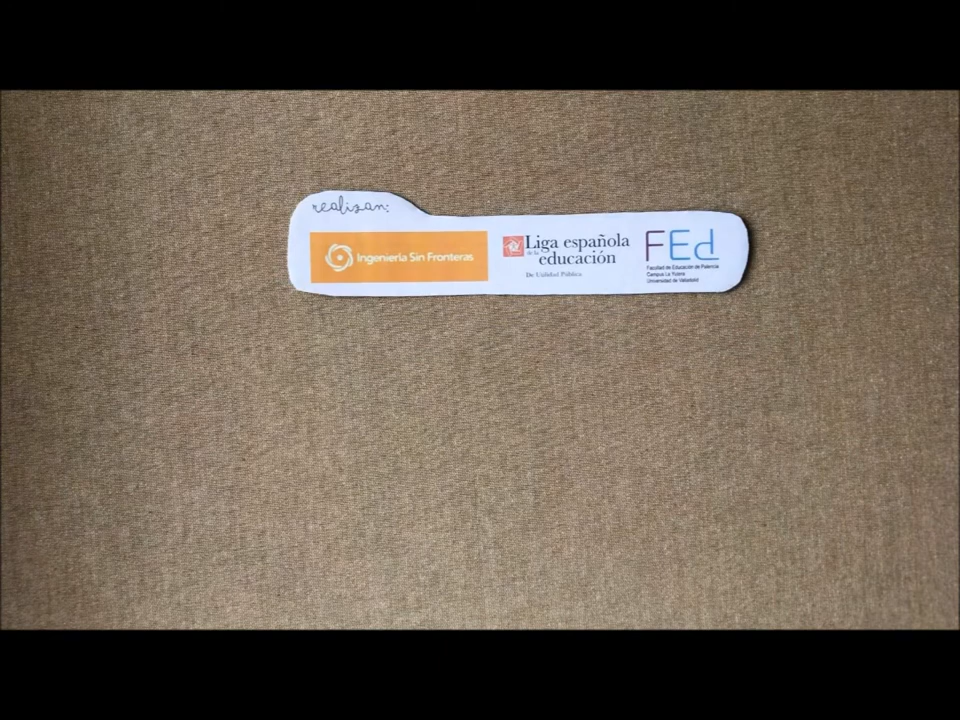 realizan:
Ingeniería Sin Fronteras
Liga española
de la
educación
De Utilidad Pública
FEd
Facultad de Educación de Palencia
Campus La Yutera
Universidad de Valladolid